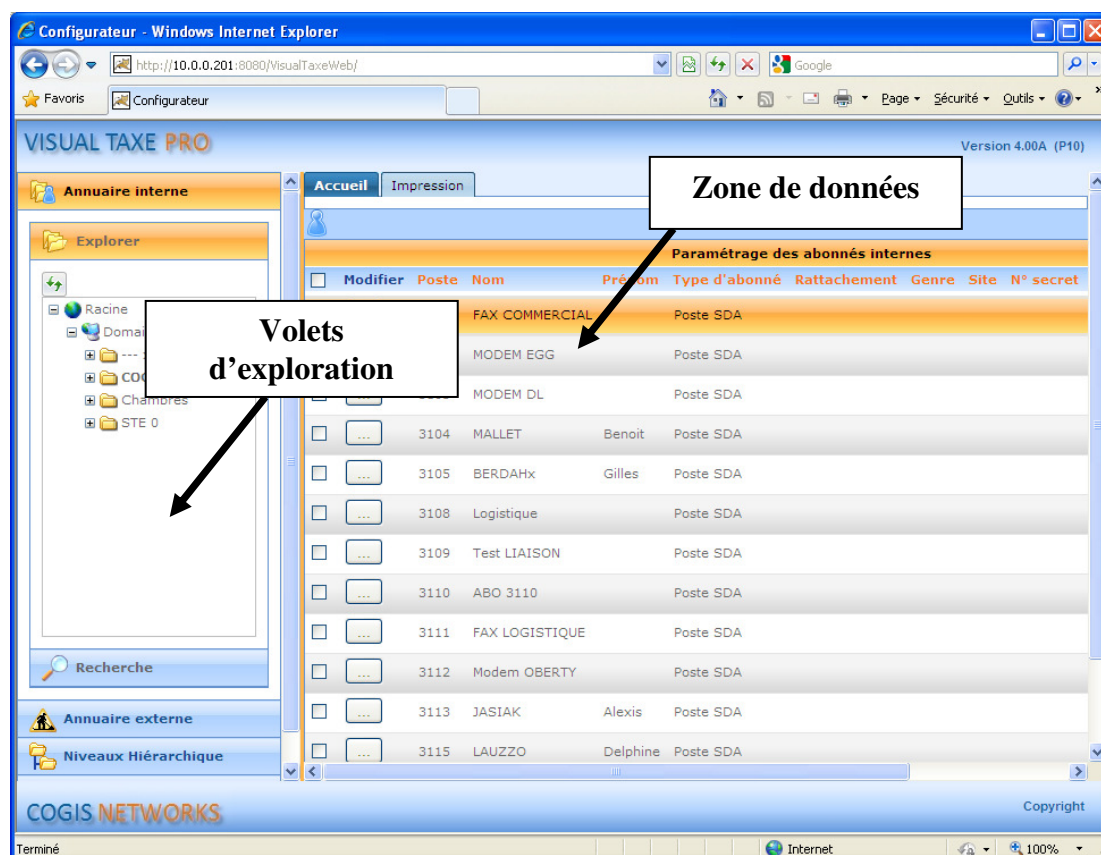 Configurateur - Windows Internet Explorer
http://10.0.0.201:8080/VisualTaxeWeb/
Google
Favoris
Configurateur
Page
Sécurité
Outils
VISUAL TAXE PRO
Version 4.00A (P10)
Annuaire interne
Accueil
Impression
Zone de données
Explorer
Paramétrage des abonnés internes
Modifier Poste Nom Prénom Type d'abonné Rattachement Genre Site N° secret
Racine
FAX COMMERCIAL Poste SDA
Volets
d'exploration
... MODEM EGG Poste SDA
Chambres
MODEM DL Poste SDA
STE 0
... 3104 MALLET Benoit Poste SDA
... 3105 BERDAHx Gilles Poste SDA
... 3108 Logistique Poste SDA
... 3109 Test LIAISON Poste SDA
... 3110 ABO 3110 Poste SDA
... 3111 FAX LOGISTIQUE Poste SDA
Recherche
... 3112 Modem OBERTY Poste SDA
Annuaire externe
... 3113 JASIAK Alexis Poste SDA
Niveaux Hiérarchique
... 3115 LAUZZO Delphine Poste SDA
COGIS NETWORKS
Copyright
Terminé
Internet
100%